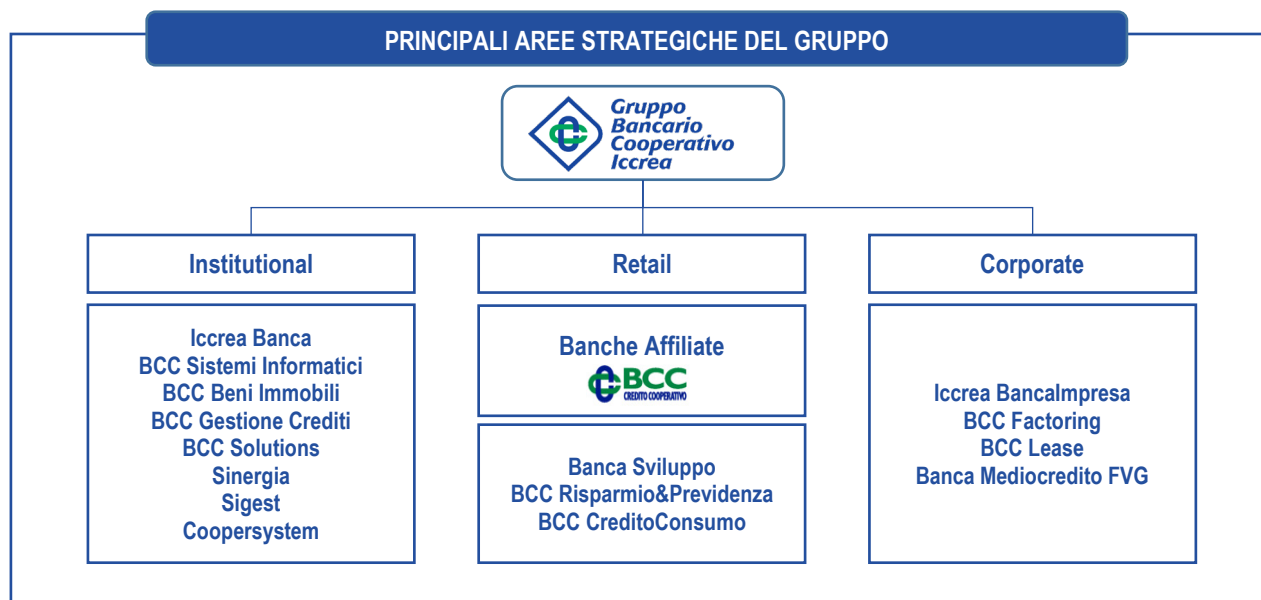 PRINCIPALI AREE STRATEGICHE DEL GRUPPO
Gruppo
Bancario
Cooperativo
Iccrea
Institutional
Iccrea Banca
BCC Sistemi Informatici
BCC Beni Immobili
BCC Gestione Crediti
BCC Solutions
Sinergia
Sigest
Coopersystem
Retail
Banche Affiliate
BCC
CREDITO COOPERATIVO
Banca Sviluppo
BCC Risparmio&Previdenza
BCC CreditoConsumo
Corporate
Iccrea BancaImpresa
BCC Factoring
BCC Lease
Banca Mediocredito FVG